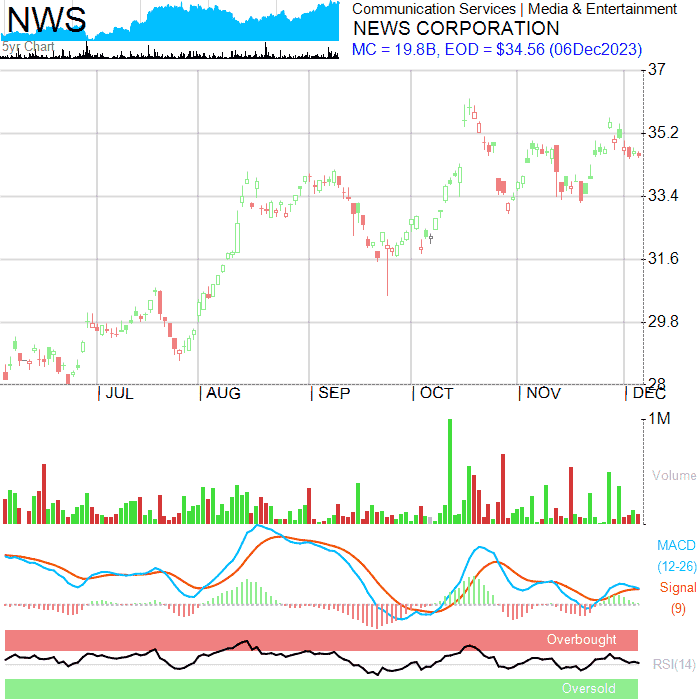 NWS
5yr Chart
Communication Services | Media & Entertainment
NEWS CORPORATION
MC = 19.8B, EOD = $34.56 (06Dec2023)
37
35.2
33.4
31.6
29.8
28
| JUL | AUG | SEP | OCT | NOV | DEC
1M
Volume
MACD
(12-26)
Signal
(9)
Overbought
RSI(14)
Oversold